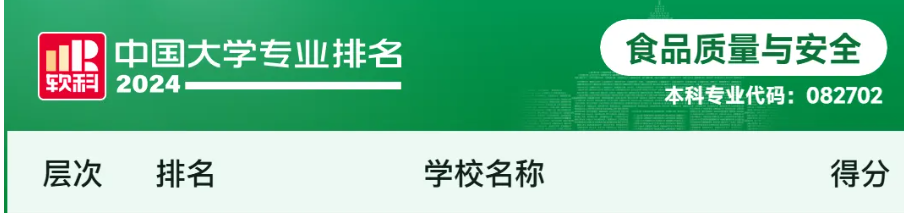 软科
中国大学专业排名
2024
食品质量与安全
本科专业代码：082702
层次 排名 学校名称 得分